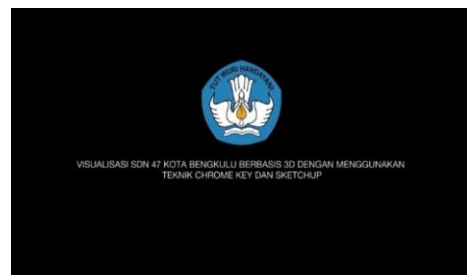 TUT WURI HANDAYANI
VISUALISASI SDN 47 KOTA BENGKULU BERBASIS 3D DENGAN MENGGUNAKAN
TEKNIK CHROME KEY DAN SKETCHUP